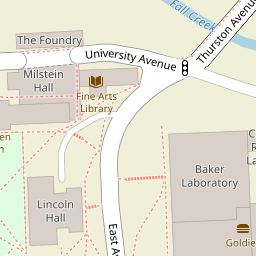 Fall Creek
Thurston Avenue
The Foundry
University Avenue
Milstein
Hall
Fine Arts
Library
Baker
Laboratory
Lincoln
Hall
East Av
Goldie